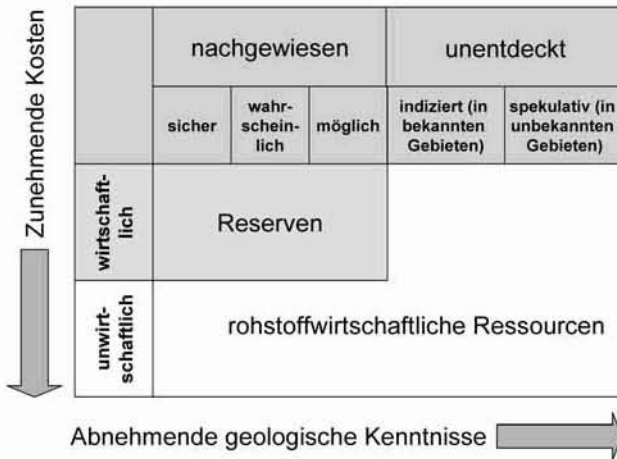 Zunehmende Kosten
nachgewiesen
unentdeckt
sicher
wahr-
schein-
lich
möglich
indiziert (in
bekannten
Gebieten)
spekulativ (in
unbekannten
Gebieten)
wirtschaft-
lich
Reserven
unwirt-
schaftlich
rohstoffwirtschaftliche Ressourcen
Abnehmende geologische Kenntnisse